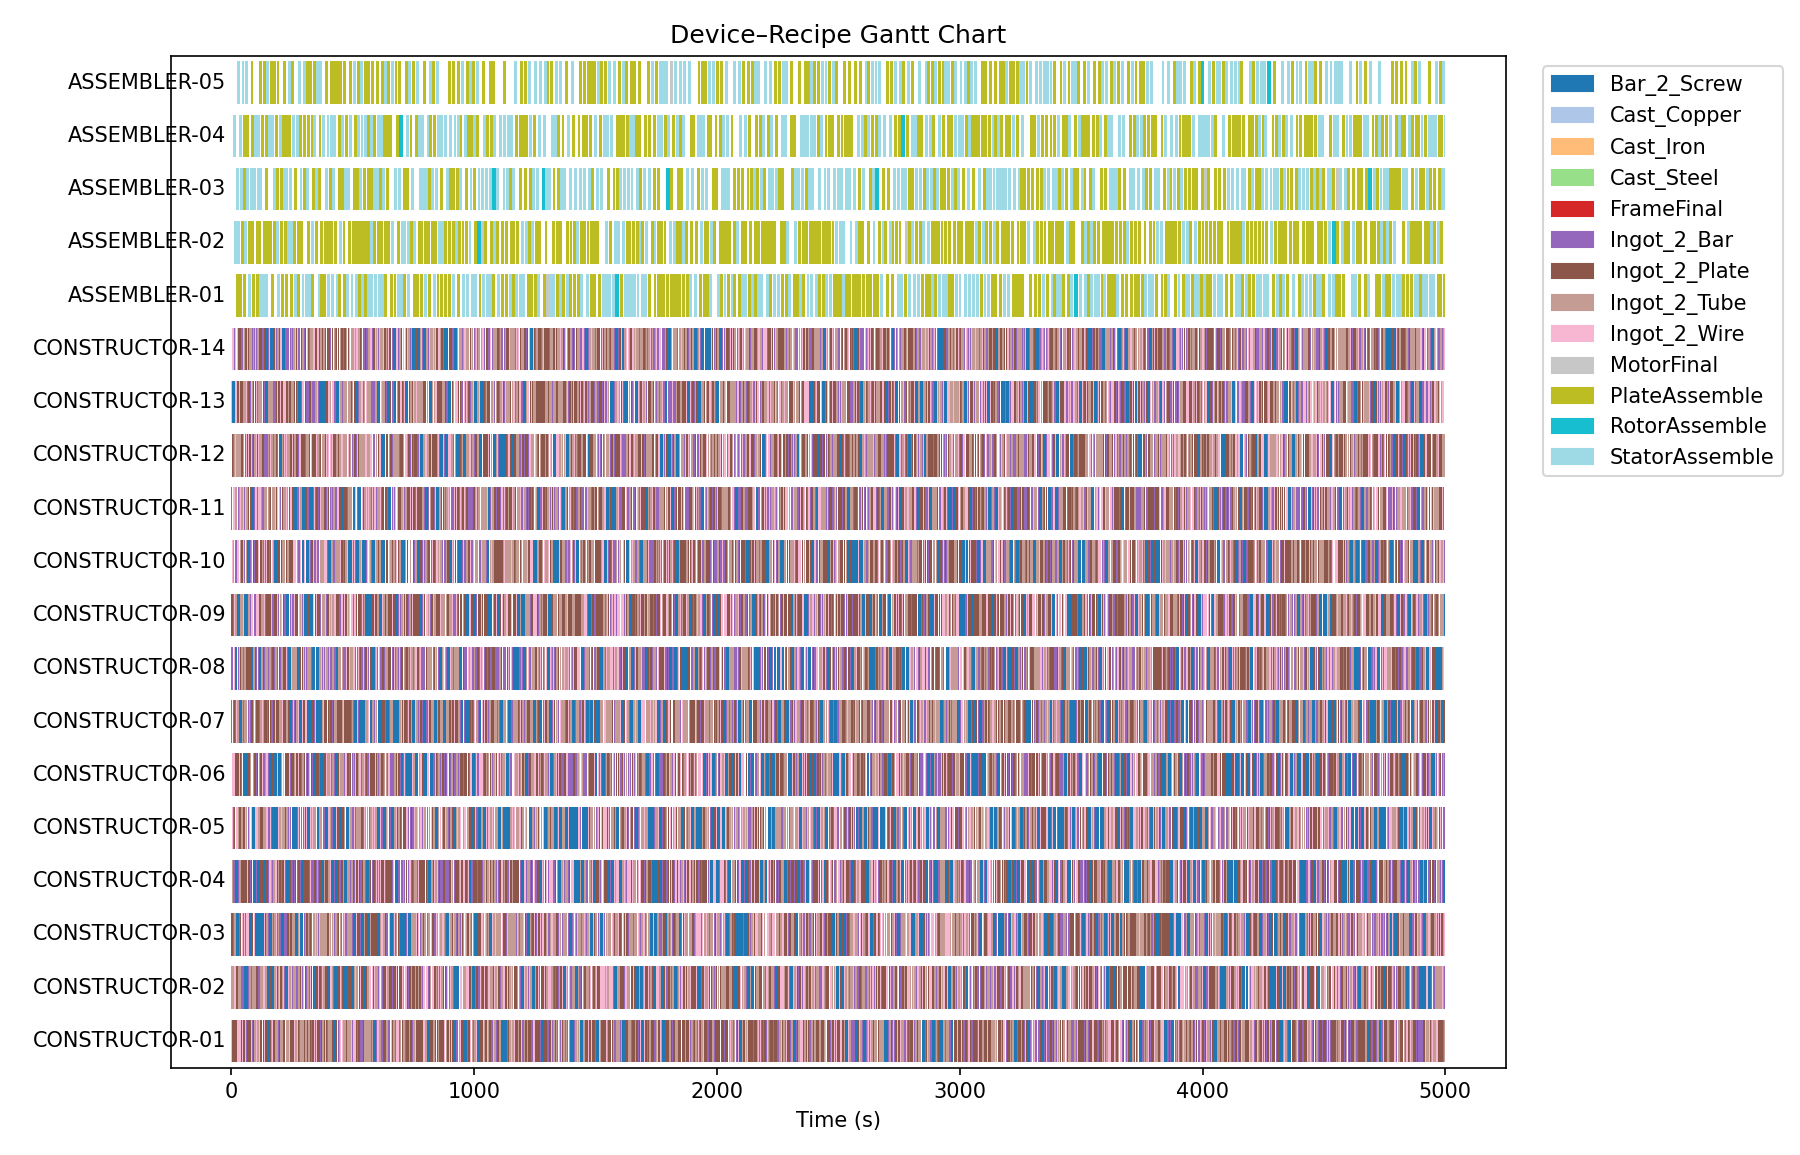 Device–Recipe Gantt Chart
ASSEMBLER-05
ASSEMBLER-04
ASSEMBLER-03
ASSEMBLER-02
ASSEMBLER-01
CONSTRUCTOR-14
CONSTRUCTOR-13
CONSTRUCTOR-12
CONSTRUCTOR-11
CONSTRUCTOR-10
CONSTRUCTOR-09
CONSTRUCTOR-08
CONSTRUCTOR-07
CONSTRUCTOR-06
CONSTRUCTOR-05
CONSTRUCTOR-04
CONSTRUCTOR-03
CONSTRUCTOR-02
CONSTRUCTOR-01
0 1000 2000 3000 4000 5000
Time (s)
Bar_2_Screw
Cast_Copper
Cast_Iron
Cast_Steel
FrameFinal
Ingot_2_Bar
Ingot_2_Plate
Ingot_2_Tube
Ingot_2_Wire
MotorFinal
PlateAssemble
RotorAssemble
StatorAssemble